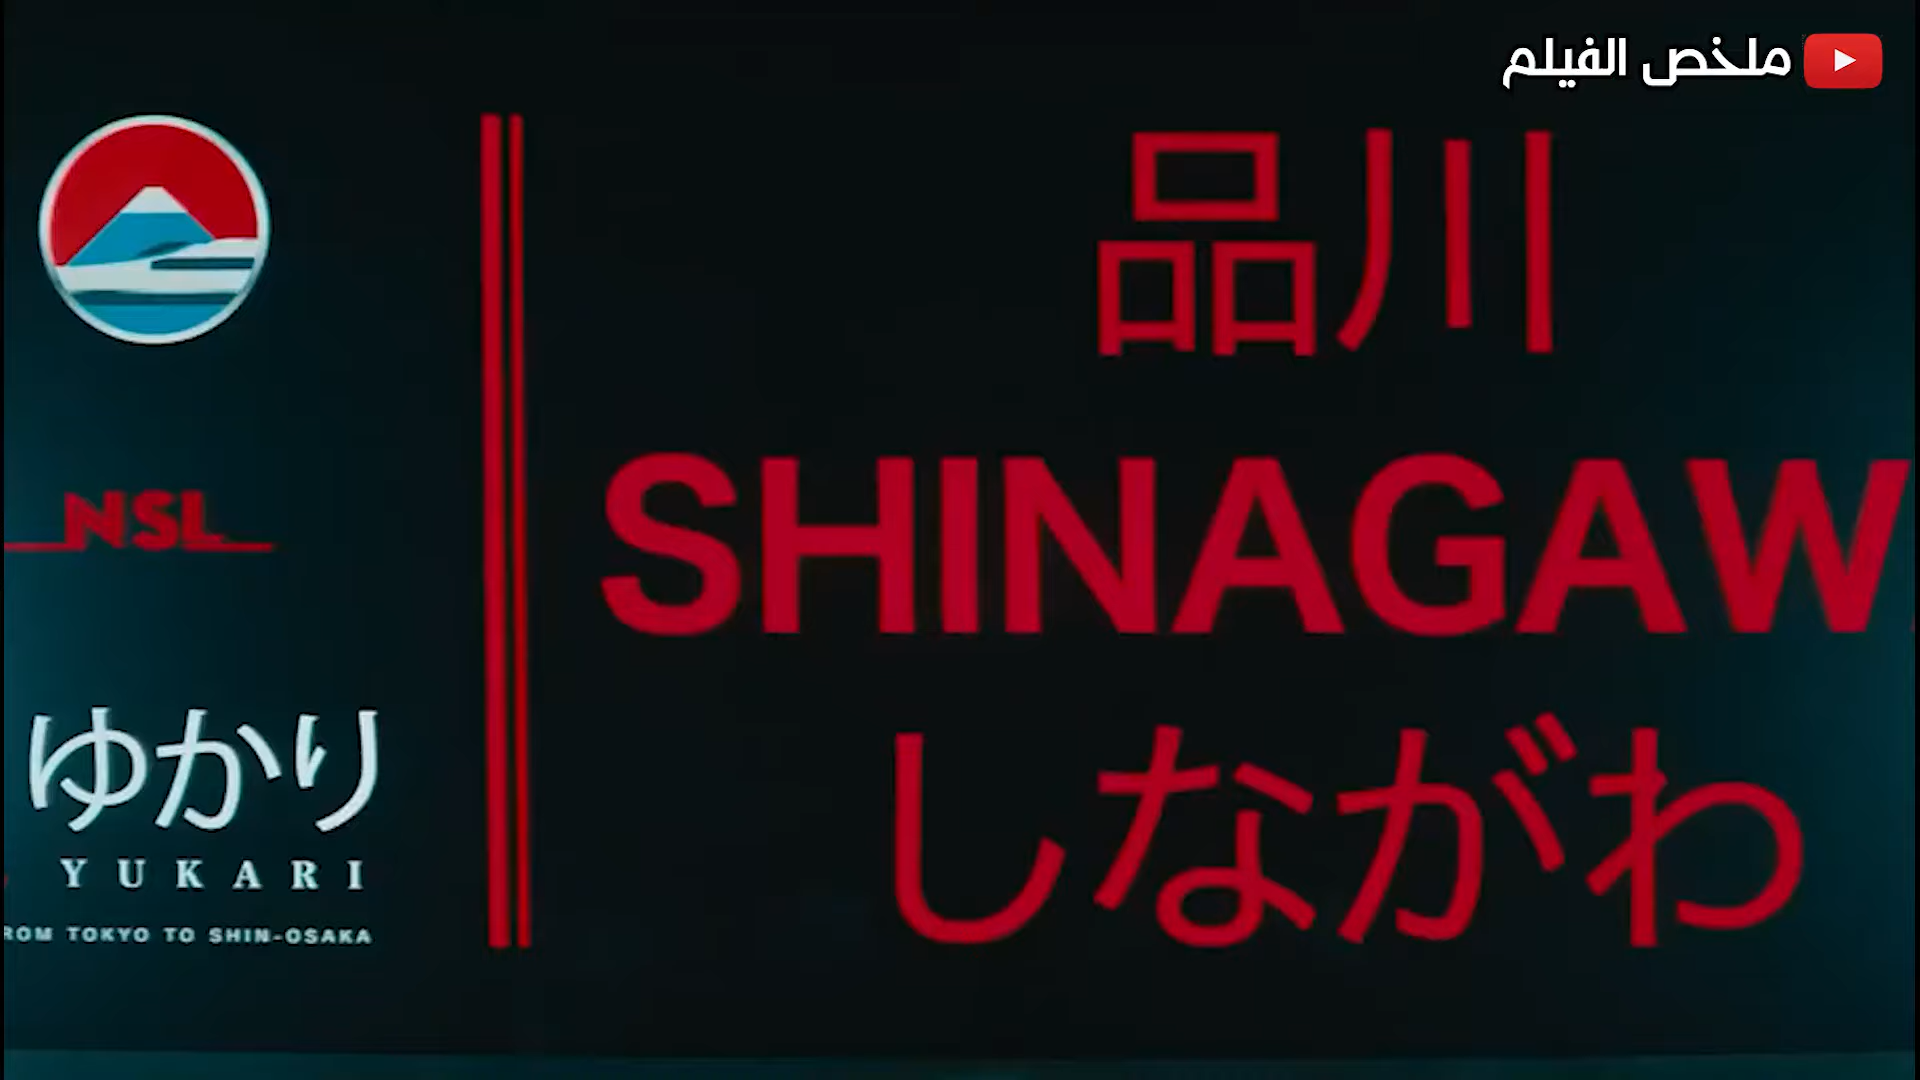 ملخص الفيلم
品川
SHINAGAW
しながわ
NSL
ゆかり
YUKARI
ROM TOKYO TO SHIN-OSAKA